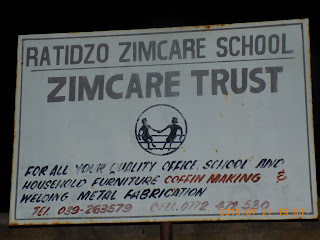 RATIDZO ZIMCARE SCHOOL
ZIMCARE TRUST
FOR ALL YOUR QUALITY OFFICE, SCHOOL AND
HOUSEHOLD FURNITURE COFFIN MAKING &
WELDING METAL FABRICATION
TEL. 039-263579 CELL. 0772 472 520